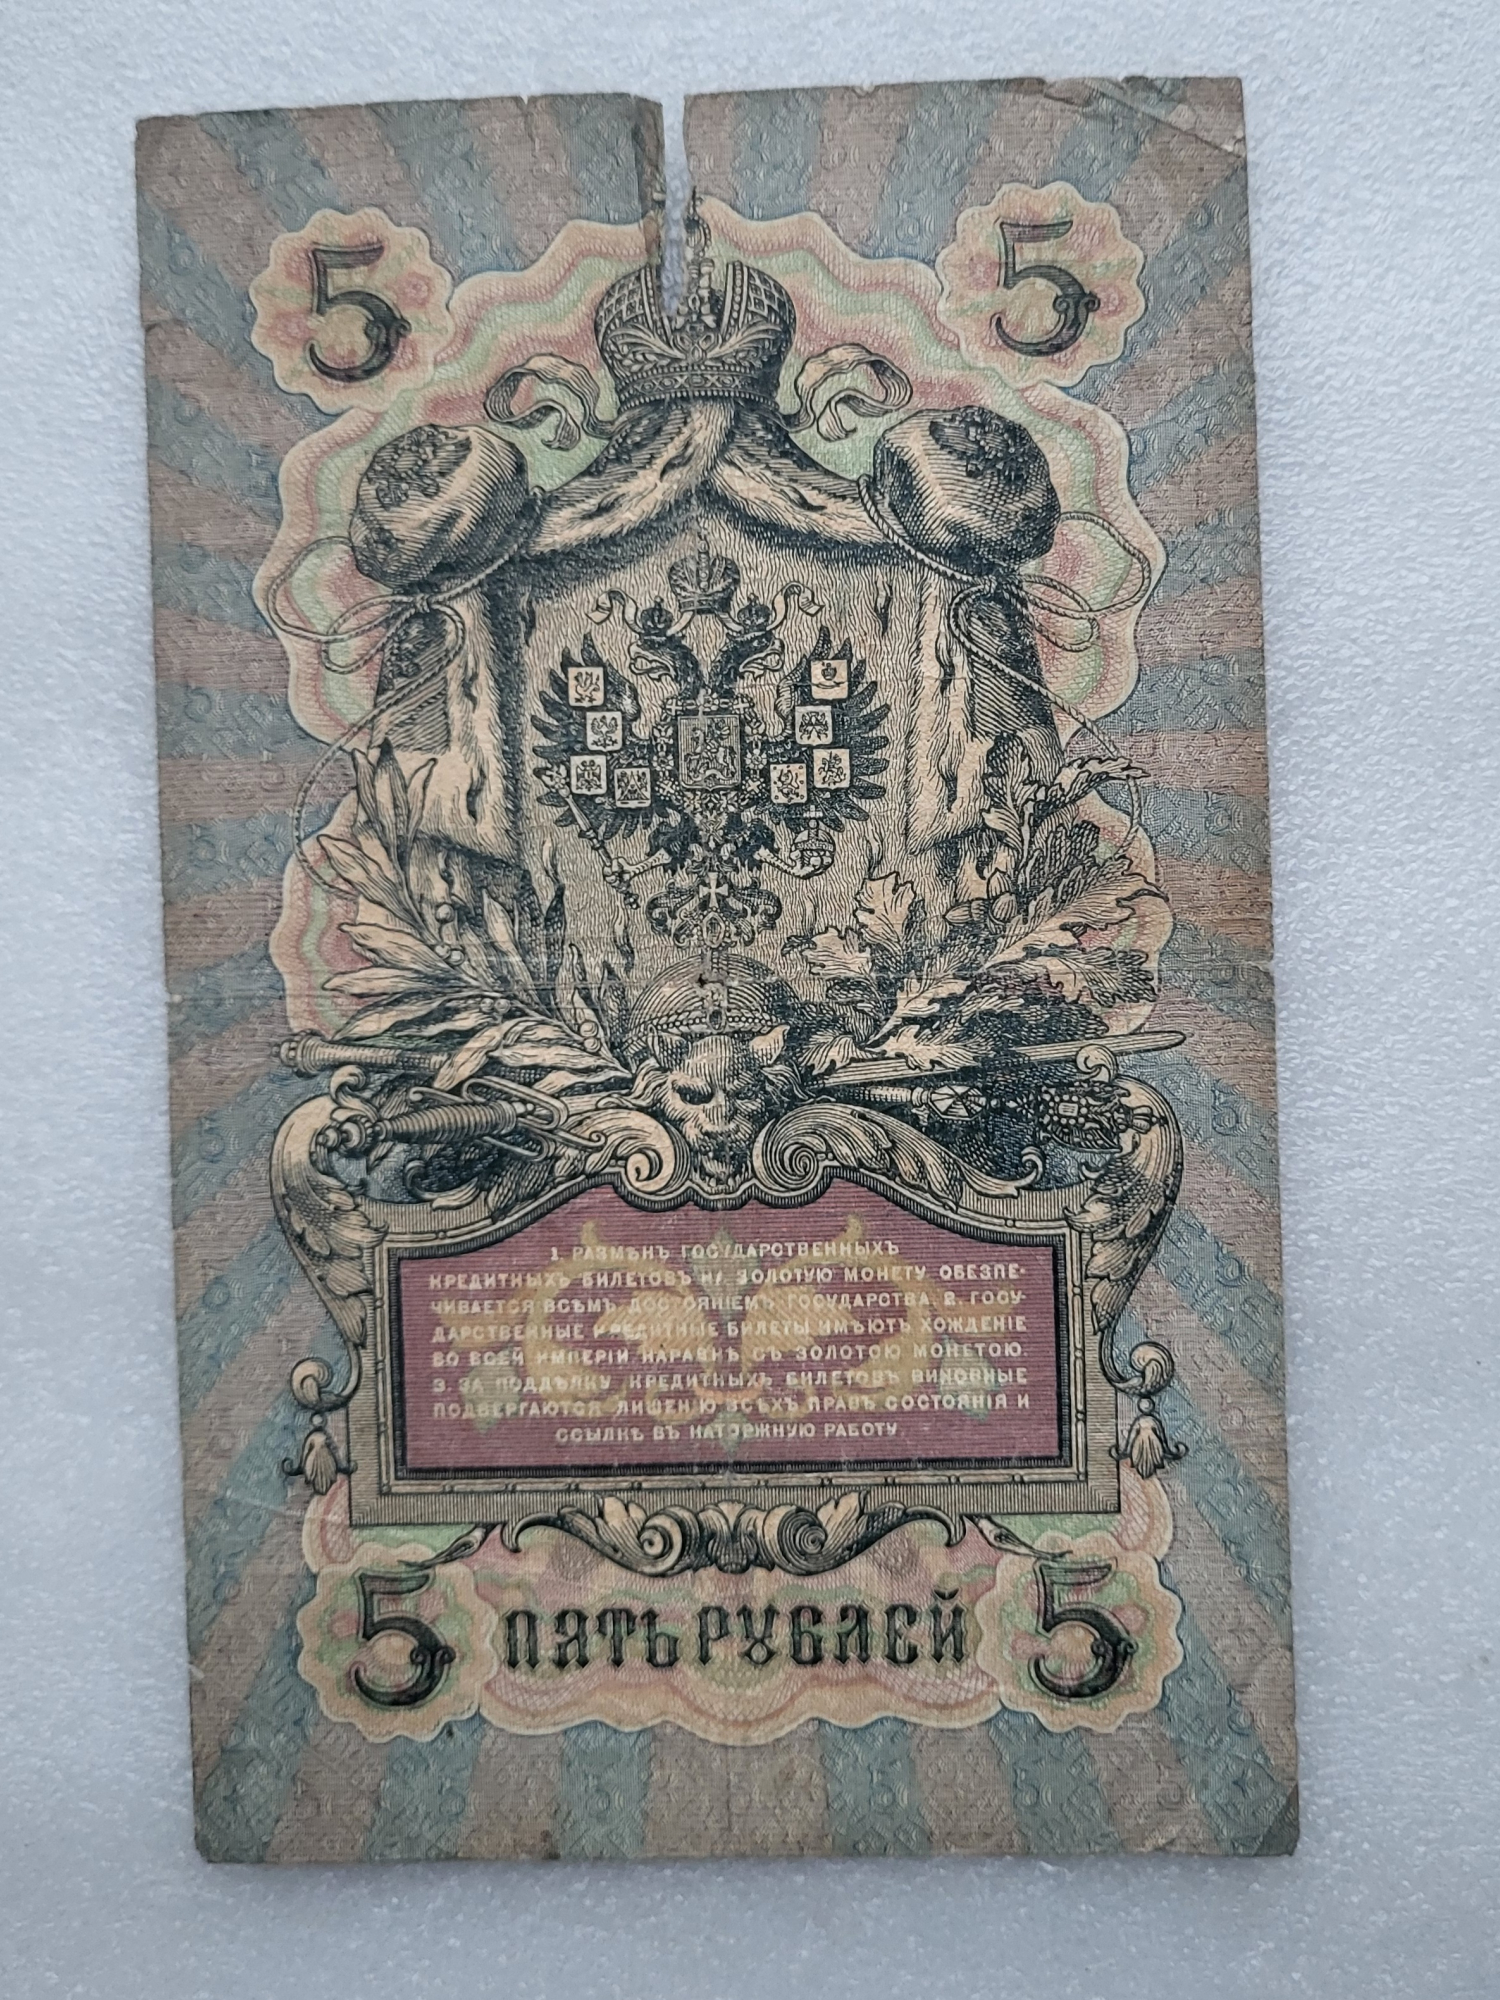 5 5
1. РАЗМѢНЪ ГОСУДАРСТВЕННЫХЪ
КРЕДИТНЫХЪ БИЛЕТОВЪ НА ЗОЛОТУЮ МОНЕТУ ОБЕЗПЕ-
ЧИВАЕТСЯ ВСѢМЪ ДОСТОЯНІЕМЪ ГОСУДАРСТВА. 2. ГОСУ-
ДАРСТВЕННЫЕ КРЕДИТНЫЕ БИЛЕТЫ ИМѢЮТЪ ХОЖДЕНІЕ
ВО ВСЕЙ ИМПЕРІИ НАРАВНѢ СЪ ЗОЛОТОЮ МОНЕТОЮ.
3. ЗА ПОДДѢЛКУ КРЕДИТНЫХЪ БИЛЕТОВЪ ВИНОВНЫЕ
ПОДВЕРГАЮТСЯ ЛИШЕНІЮ ВСѢХЪ ПРАВЪ СОСТОЯНІЯ И
ССЫЛКѢ ВЪ КАТОРЖНУЮ РАБОТУ.
5 ПЯТЬ РУБЛЕЙ 5